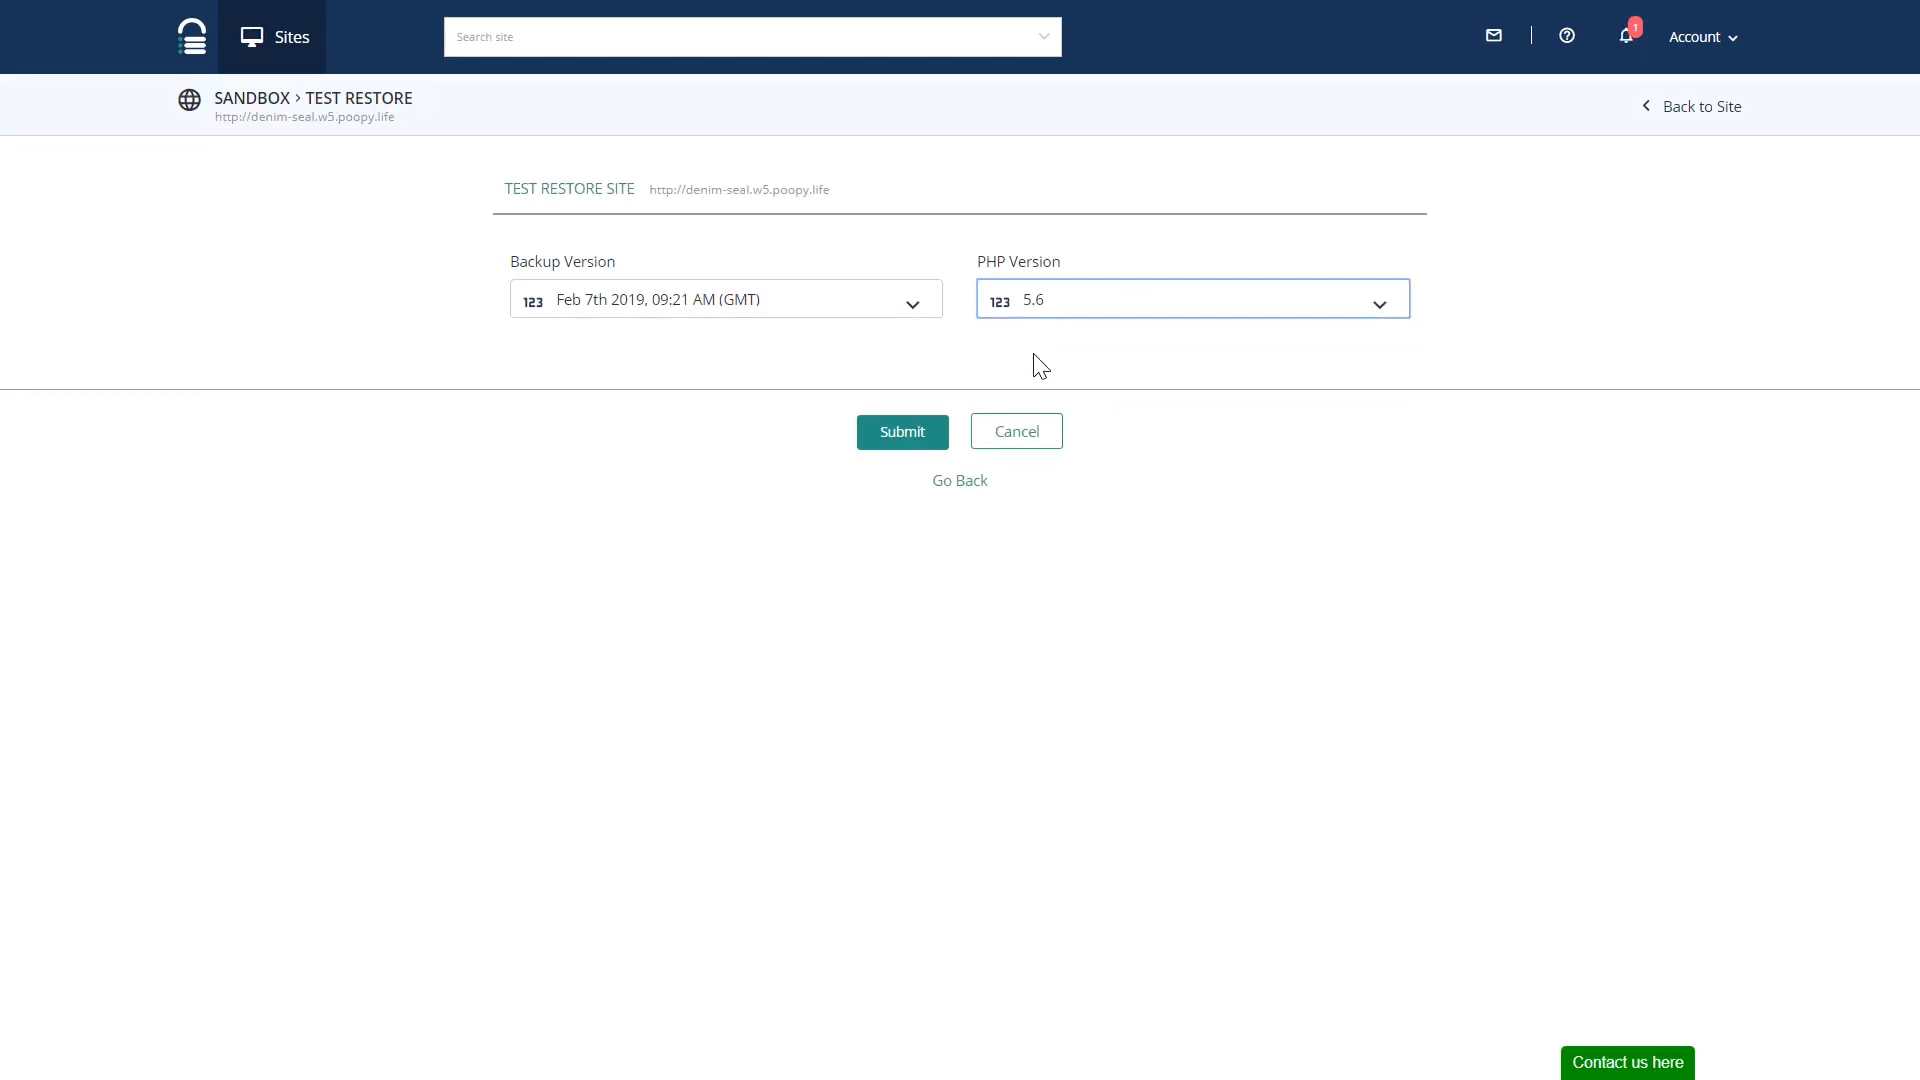 Sites
Search site
1
Account
SANDBOX › TEST RESTORE
http://denim-seal.w5.poopy.life
Back to Site
TEST RESTORE SITE http://denim-seal.w5.poopy.life
Backup Version
PHP Version
123 Feb 7th 2019, 09:21 AM (GMT)
123 5.6
Submit
Cancel
Go Back
Contact us here